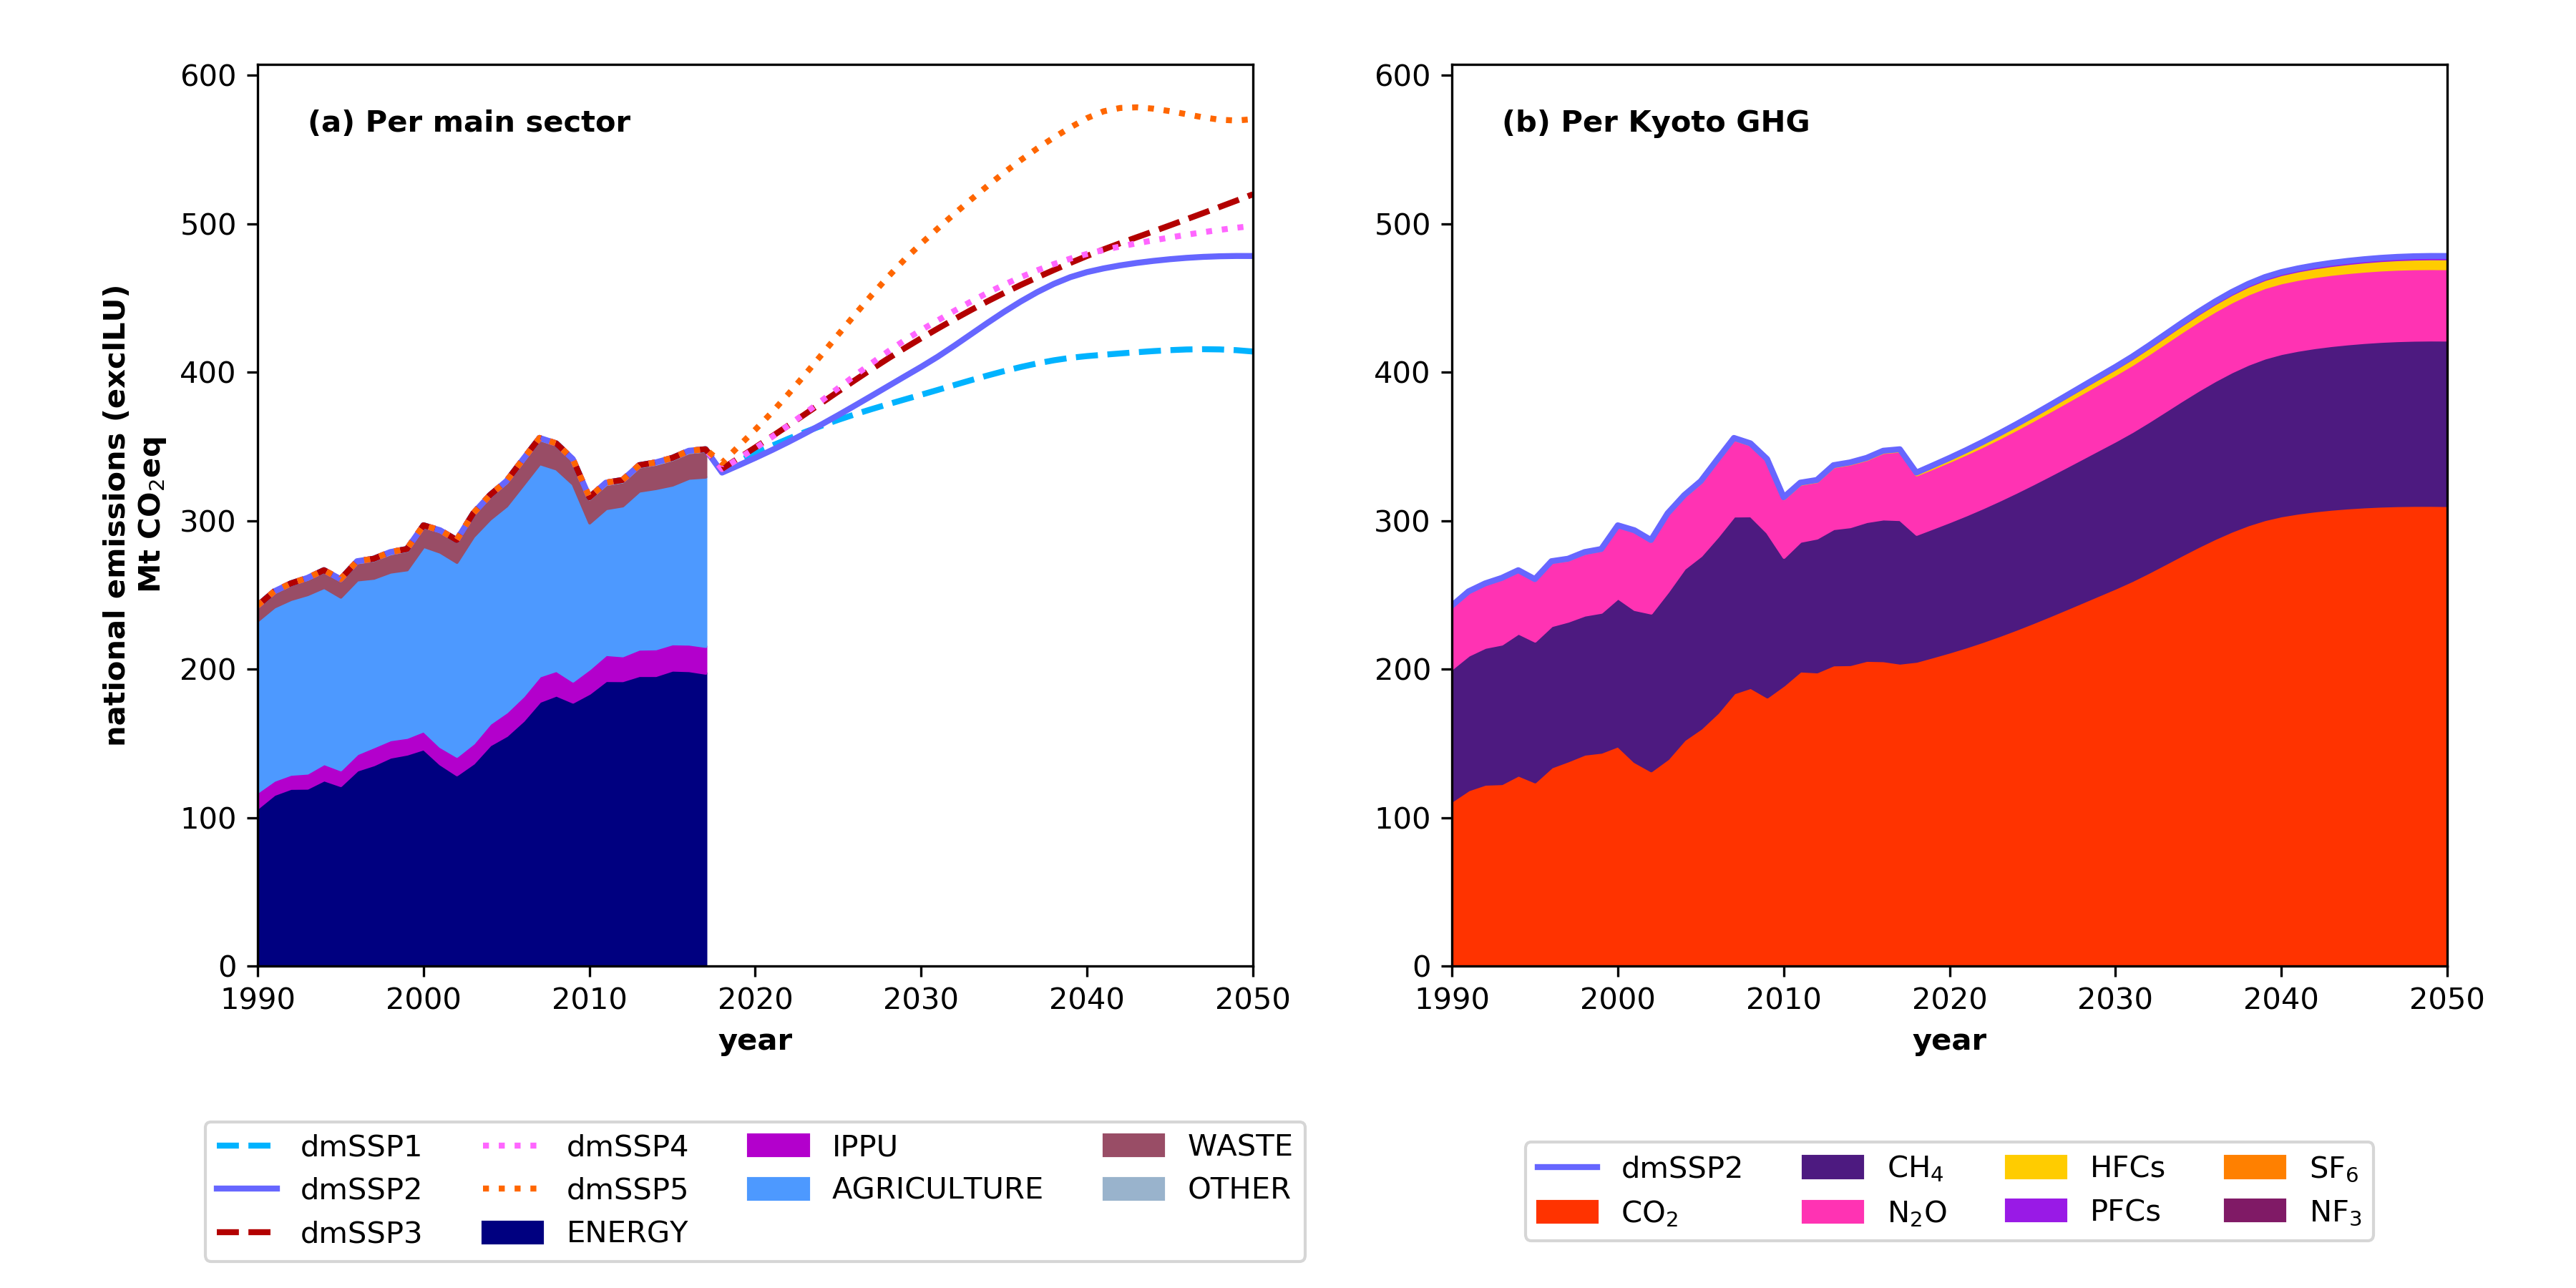 (a) Per main sector
national emissions (exclLU)
Mt CO₂eq
600
500
400
300
200
100
0
1990 2000 2010 2020 2030 2040 2050
year
dmSSP1 dmSSP4 IPPU WASTE
dmSSP2 dmSSP5 AGRICULTURE OTHER
dmSSP3 ENERGY
(b) Per Kyoto GHG
600
500
400
300
200
100
0
1990 2000 2010 2020 2030 2040 2050
year
dmSSP2 CH₄ HFCs SF₆
CO₂ N₂O PFCs NF₃